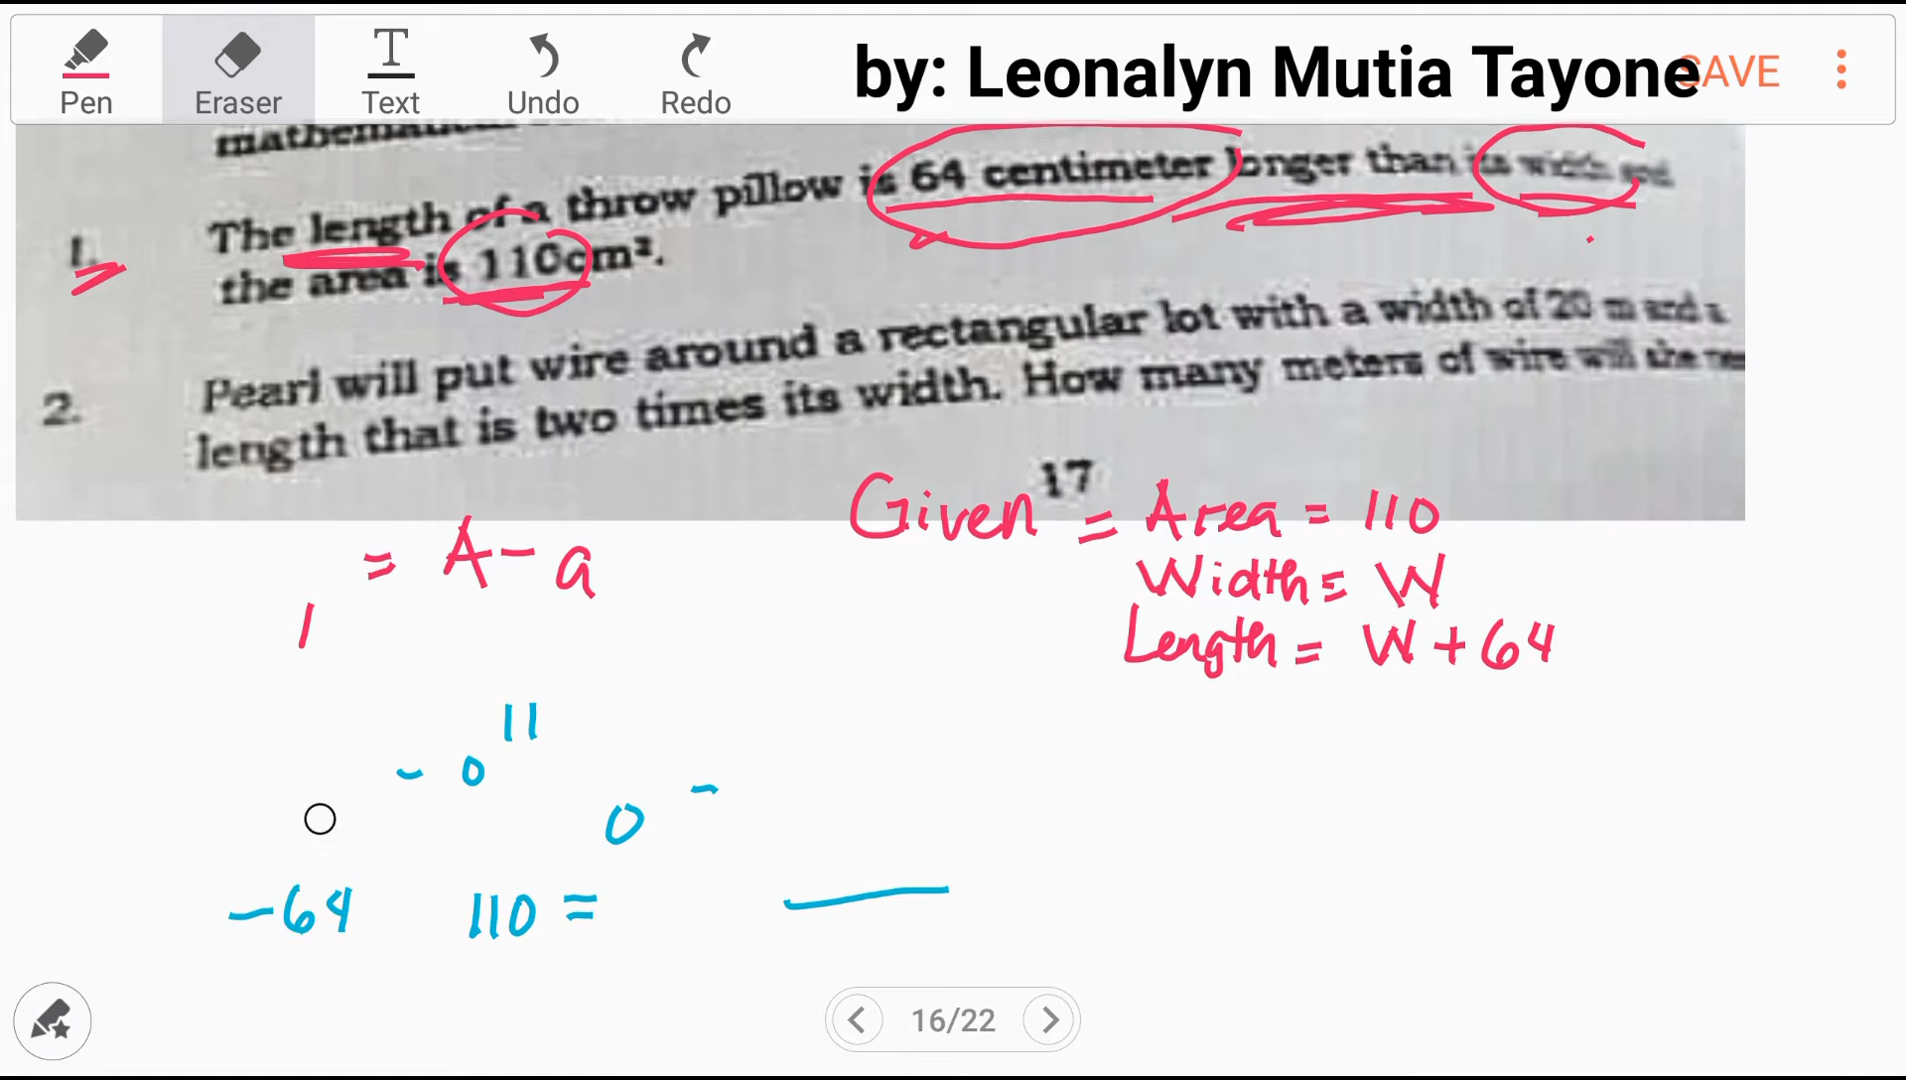 Pen
Eraser
Text
Undo
Redo
by: Leonalyn Mutia Tayone
SAVE
1. The length of a throw pillow is 64 centimeter longer than its width and
the area is 110cm².
2. Pearl will put wire around a rectangular lot with a width of 20 m and a
length that is two times its width. How many meters of wire will she
17
= A - a
1
Given = Area = 110
Width = W
Length = W + 64
11
- 0
0 -
-64 110 =
16/22